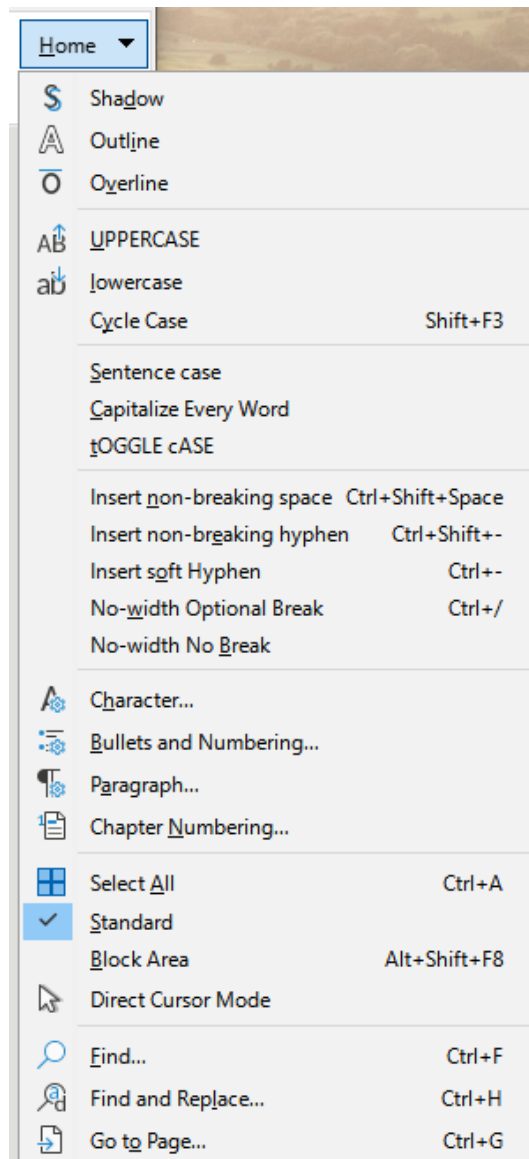 Home
Shadow
Outline
Overline
UPPERCASE
lowercase
Cycle Case Shift+F3
Sentence case
Capitalize Every Word
tOGGLE cASE
Insert non-breaking space Ctrl+Shift+Space
Insert non-breaking hyphen Ctrl+Shift+-
Insert soft Hyphen Ctrl+-
No-width Optional Break Ctrl+/
No-width No Break
Character...
Bullets and Numbering...
Paragraph...
Chapter Numbering...
Select All Ctrl+A
Standard
Block Area Alt+Shift+F8
Direct Cursor Mode
Find... Ctrl+F
Find and Replace... Ctrl+H
Go to Page... Ctrl+G